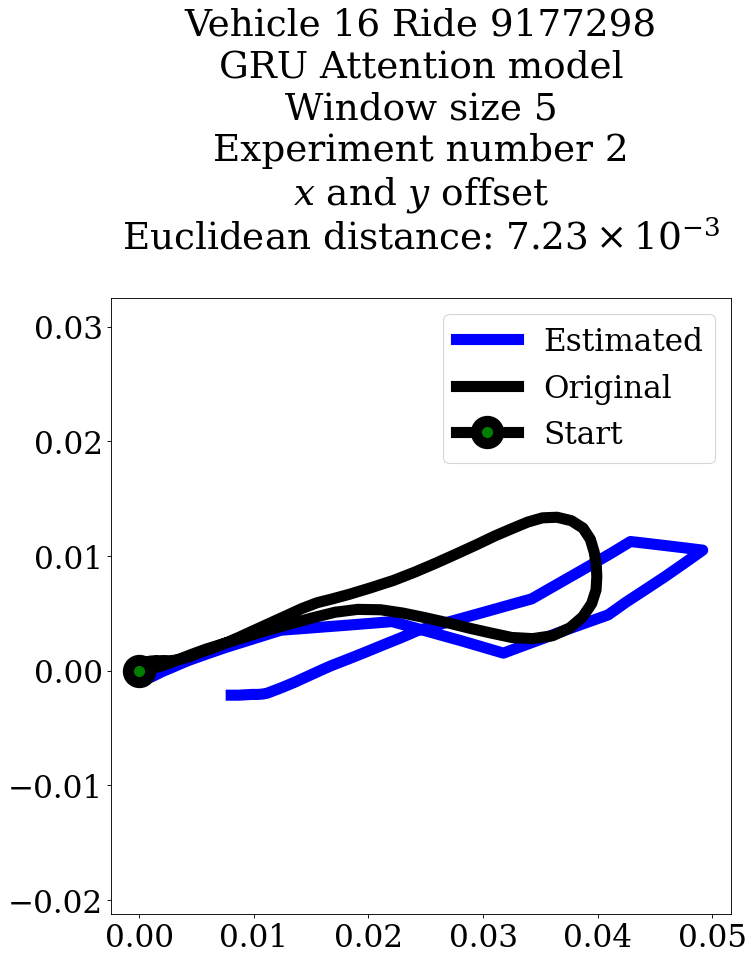 Vehicle 16 Ride 9177298
GRU Attention model
Window size 5
Experiment number 2
x and y offset
Euclidean distance: 7.23 × 10⁻³
0.03
0.02
0.01
0.00
−0.01
−0.02
Estimated
Original
Start
0.00 0.01 0.02 0.03 0.04 0.05